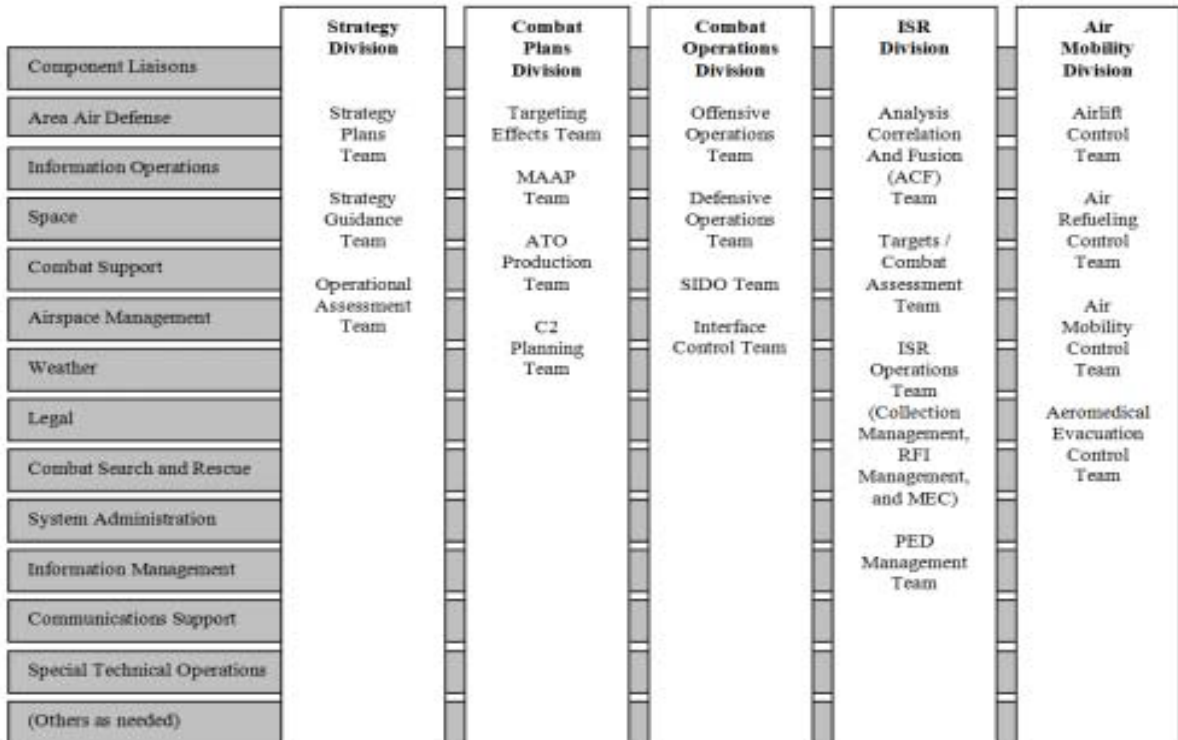 Strategy
Division
Combat
Plans
Division
Combat
Operations
Division
ISR
Division
Air
Mobility
Division
Component Liaisons
Area Air Defense
Information Operations
Space
Combat Support
Airspace Management
Weather
Legal
Combat Search and Rescue
System Administration
Information Management
Communications Support
Special Technical Operations
(Others as needed)
Strategy
Plans
Team
Strategy
Guidance
Team
Operational
Assessment
Team
Targeting
Effects Team
MAAP
Team
ATO
Production
Team
C2
Planning
Team
Offensive
Operations
Team
Defensive
Operations
Team
SIDO Team
Interface
Control Team
Analysis
Correlation
And Fusion
(ACF)
Team
Targets /
Combat
Assessment
Team
ISR
Operations
Team
(Collection
Management,
RFI
Management,
and MEC)
PED
Management
Team
Airlift
Control
Team
Air
Refueling
Control
Team
Air
Mobility
Control
Team
Aeromedical
Evacuation
Control
Team